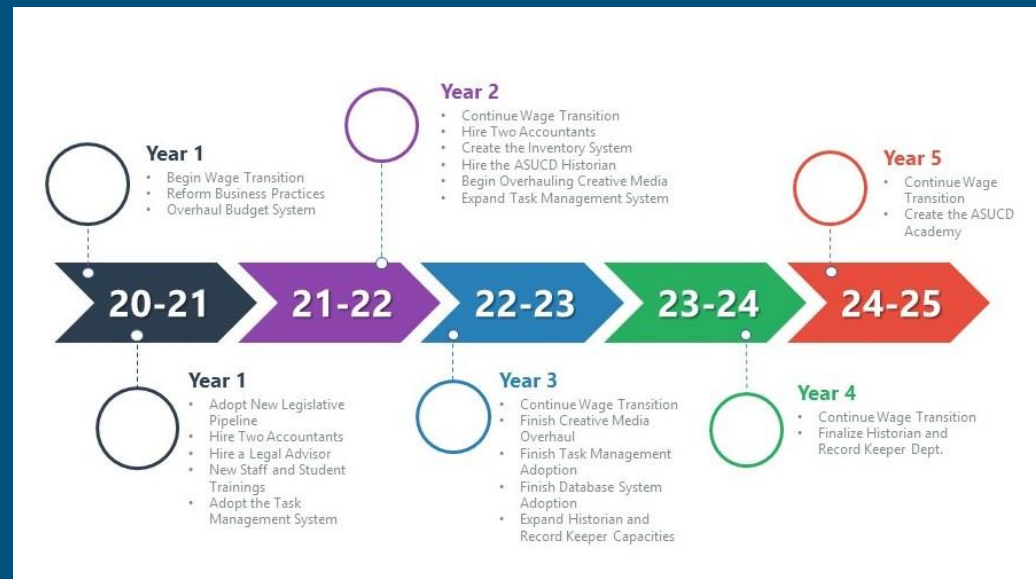 Year 1
• Begin Wage Transition
• Reform Business Practices
• Overhaul Budget System
Year 2
• Continue Wage Transition
• Hire Two Accountants
• Create the Inventory System
• Hire the ASUCD Historian
• Begin Overhauling Creative Media
• Expand Task Management System
Year 5
• Continue Wage
Transition
• Create the ASUCD
Academy
20-21
21-22
22-23
23-24
24-25
Year 1
• Adopt New Legislative
Pipeline
• Hire Two Accountants
• Hire a Legal Advisor
• New Staff and Student
Trainings
• Adopt the Task
Management System
Year 3
• Continue Wage Transition
• Finish Creative Media
Overhaul
• Finish Task Management
Adoption
• Finish Database System
Adoption
• Expand Historian and
Record Keeper Capacities
Year 4
• Continue Wage Transition
• Finalize Historian and
Record Keeper Dept.